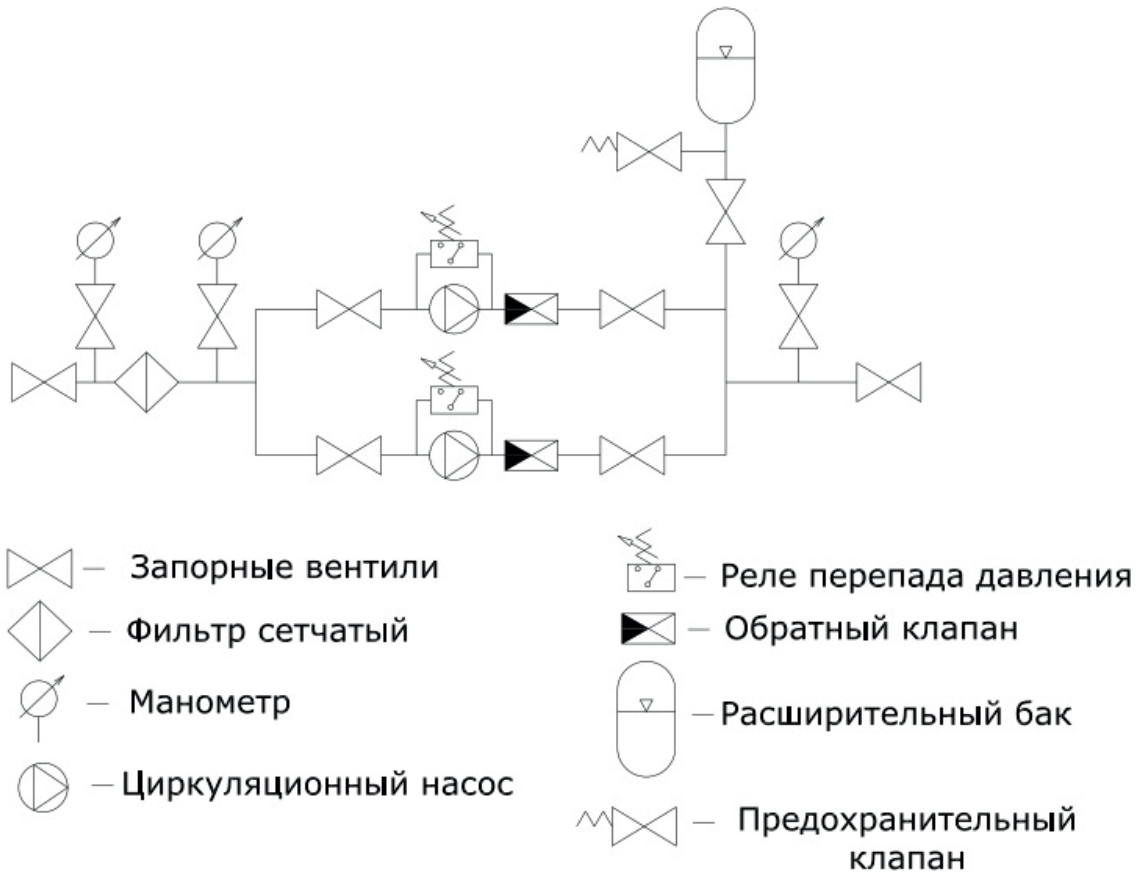 — Запорные вентили
— Фильтр сетчатый
— Манометр
— Циркуляционный насос
— Реле перепада давления
— Обратный клапан
— Расширительный бак
— Предохранительный
клапан